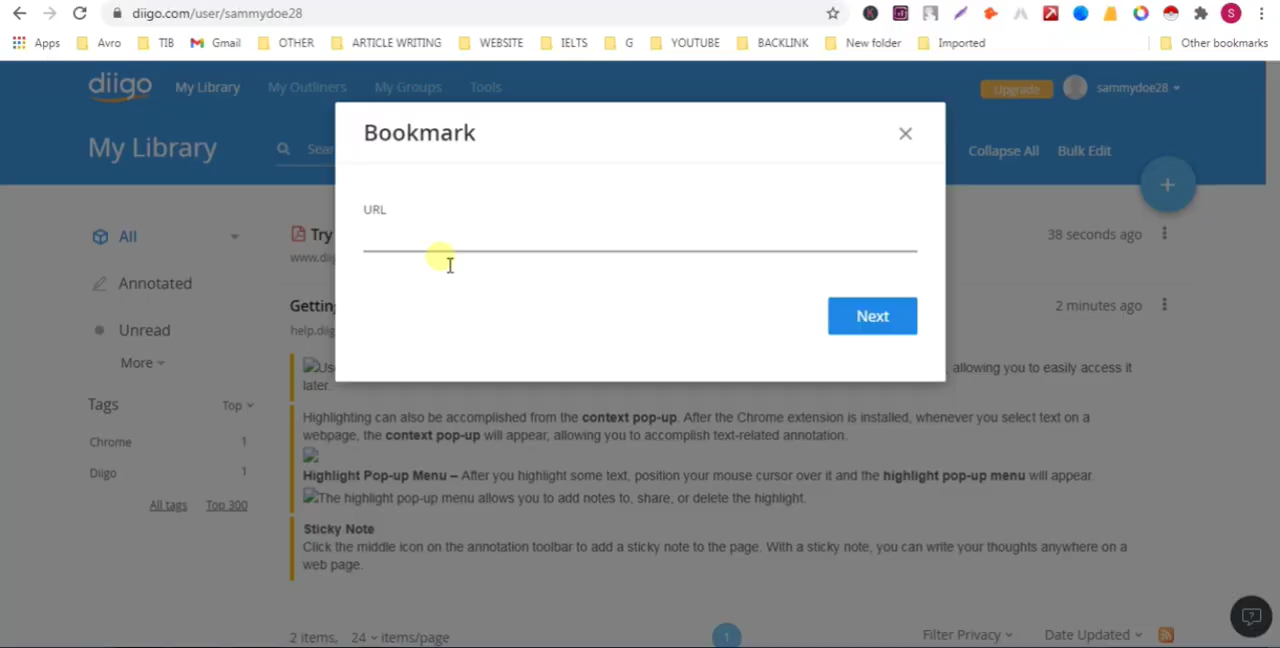 diigo.com/user/sammydoe28
S
Apps Avro TIB Gmail OTHER ARTICLE WRITING WEBSITE IELTS G YOUTUBE BACKLINK New folder Imported Other bookmarks
diigo My Library My Outliners My Groups Tools Upgrade sammydoe28
My Library Sear Collapse All Bulk Edit
Bookmark
URL
Next
+
All
Annotated
Unread
More
Tags Top
Chrome 1
Diigo 1
All tags Top 300
Try 38 seconds ago
www.dii
Getting 2 minutes ago
help.diig
Us , allowing you to easily access it
later.
Highlighting can also be accomplished from the context pop-up. After the Chrome extension is installed, whenever you select text on a
webpage, the context pop-up will appear, allowing you to accomplish text-related annotation.
Highlight Pop-up Menu – After you highlight some text, position your mouse cursor over it and the highlight pop-up menu will appear.
The highlight pop-up menu allows you to add notes to, share, or delete the highlight.
Sticky Note
Click the middle icon on the annotation toolbar to add a sticky note to the page. With a sticky note, you can write your thoughts anywhere on a
web page.
2 items, 24 items/page 1 Filter Privacy Date Updated